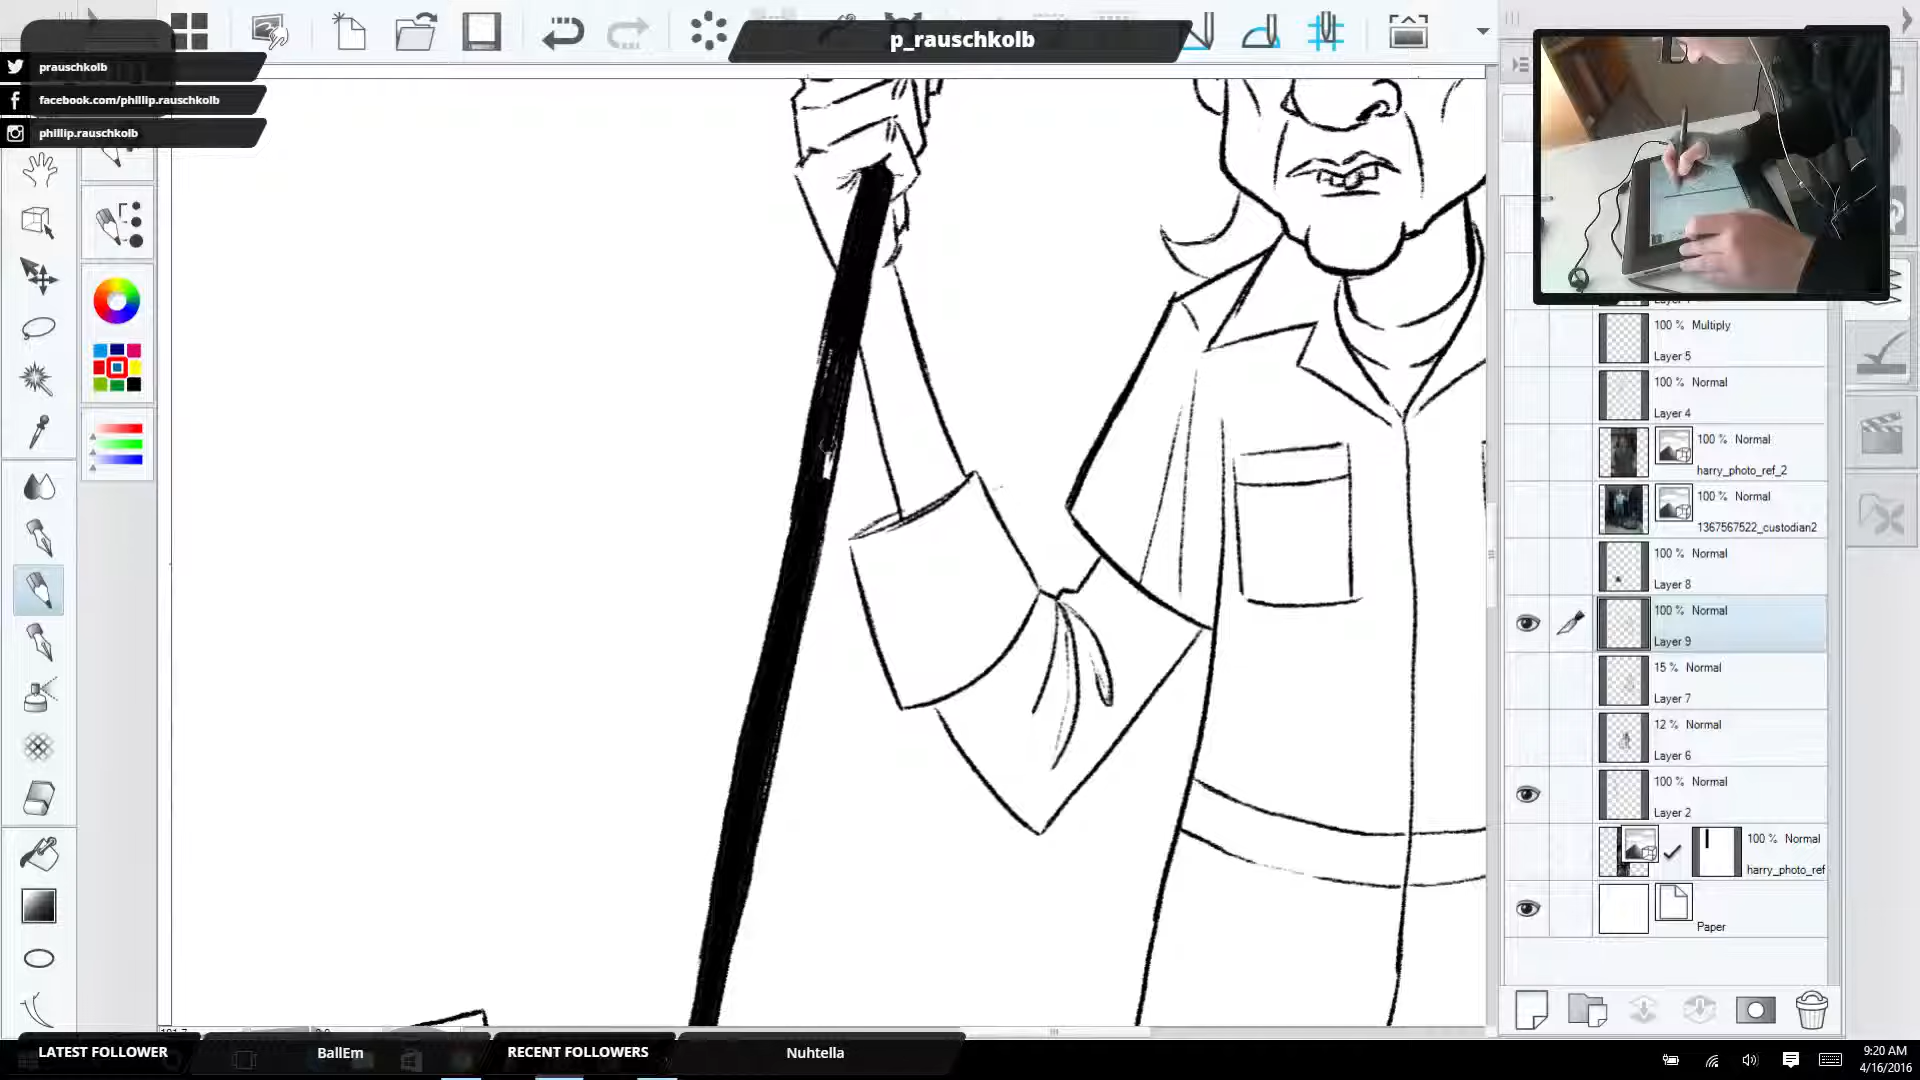 p_rauschkolb
prauschkolb
facebook.com/phillip.rauschkolb
phillip.rauschkolb
100 % Multiply
Layer 5
100 % Normal
Layer 4
100 % Normal
harry_photo_ref_2
100 % Normal
1367567522_custodian2
100 % Normal
Layer 8
100 % Normal
Layer 9
15 % Normal
Layer 7
12 % Normal
Layer 6
100 % Normal
Layer 2
100 % Normal
harry_photo_ref
Paper
LATEST FOLLOWER
BallEm
RECENT FOLLOWERS
Nuhtella
9:20 AM
4/16/2016